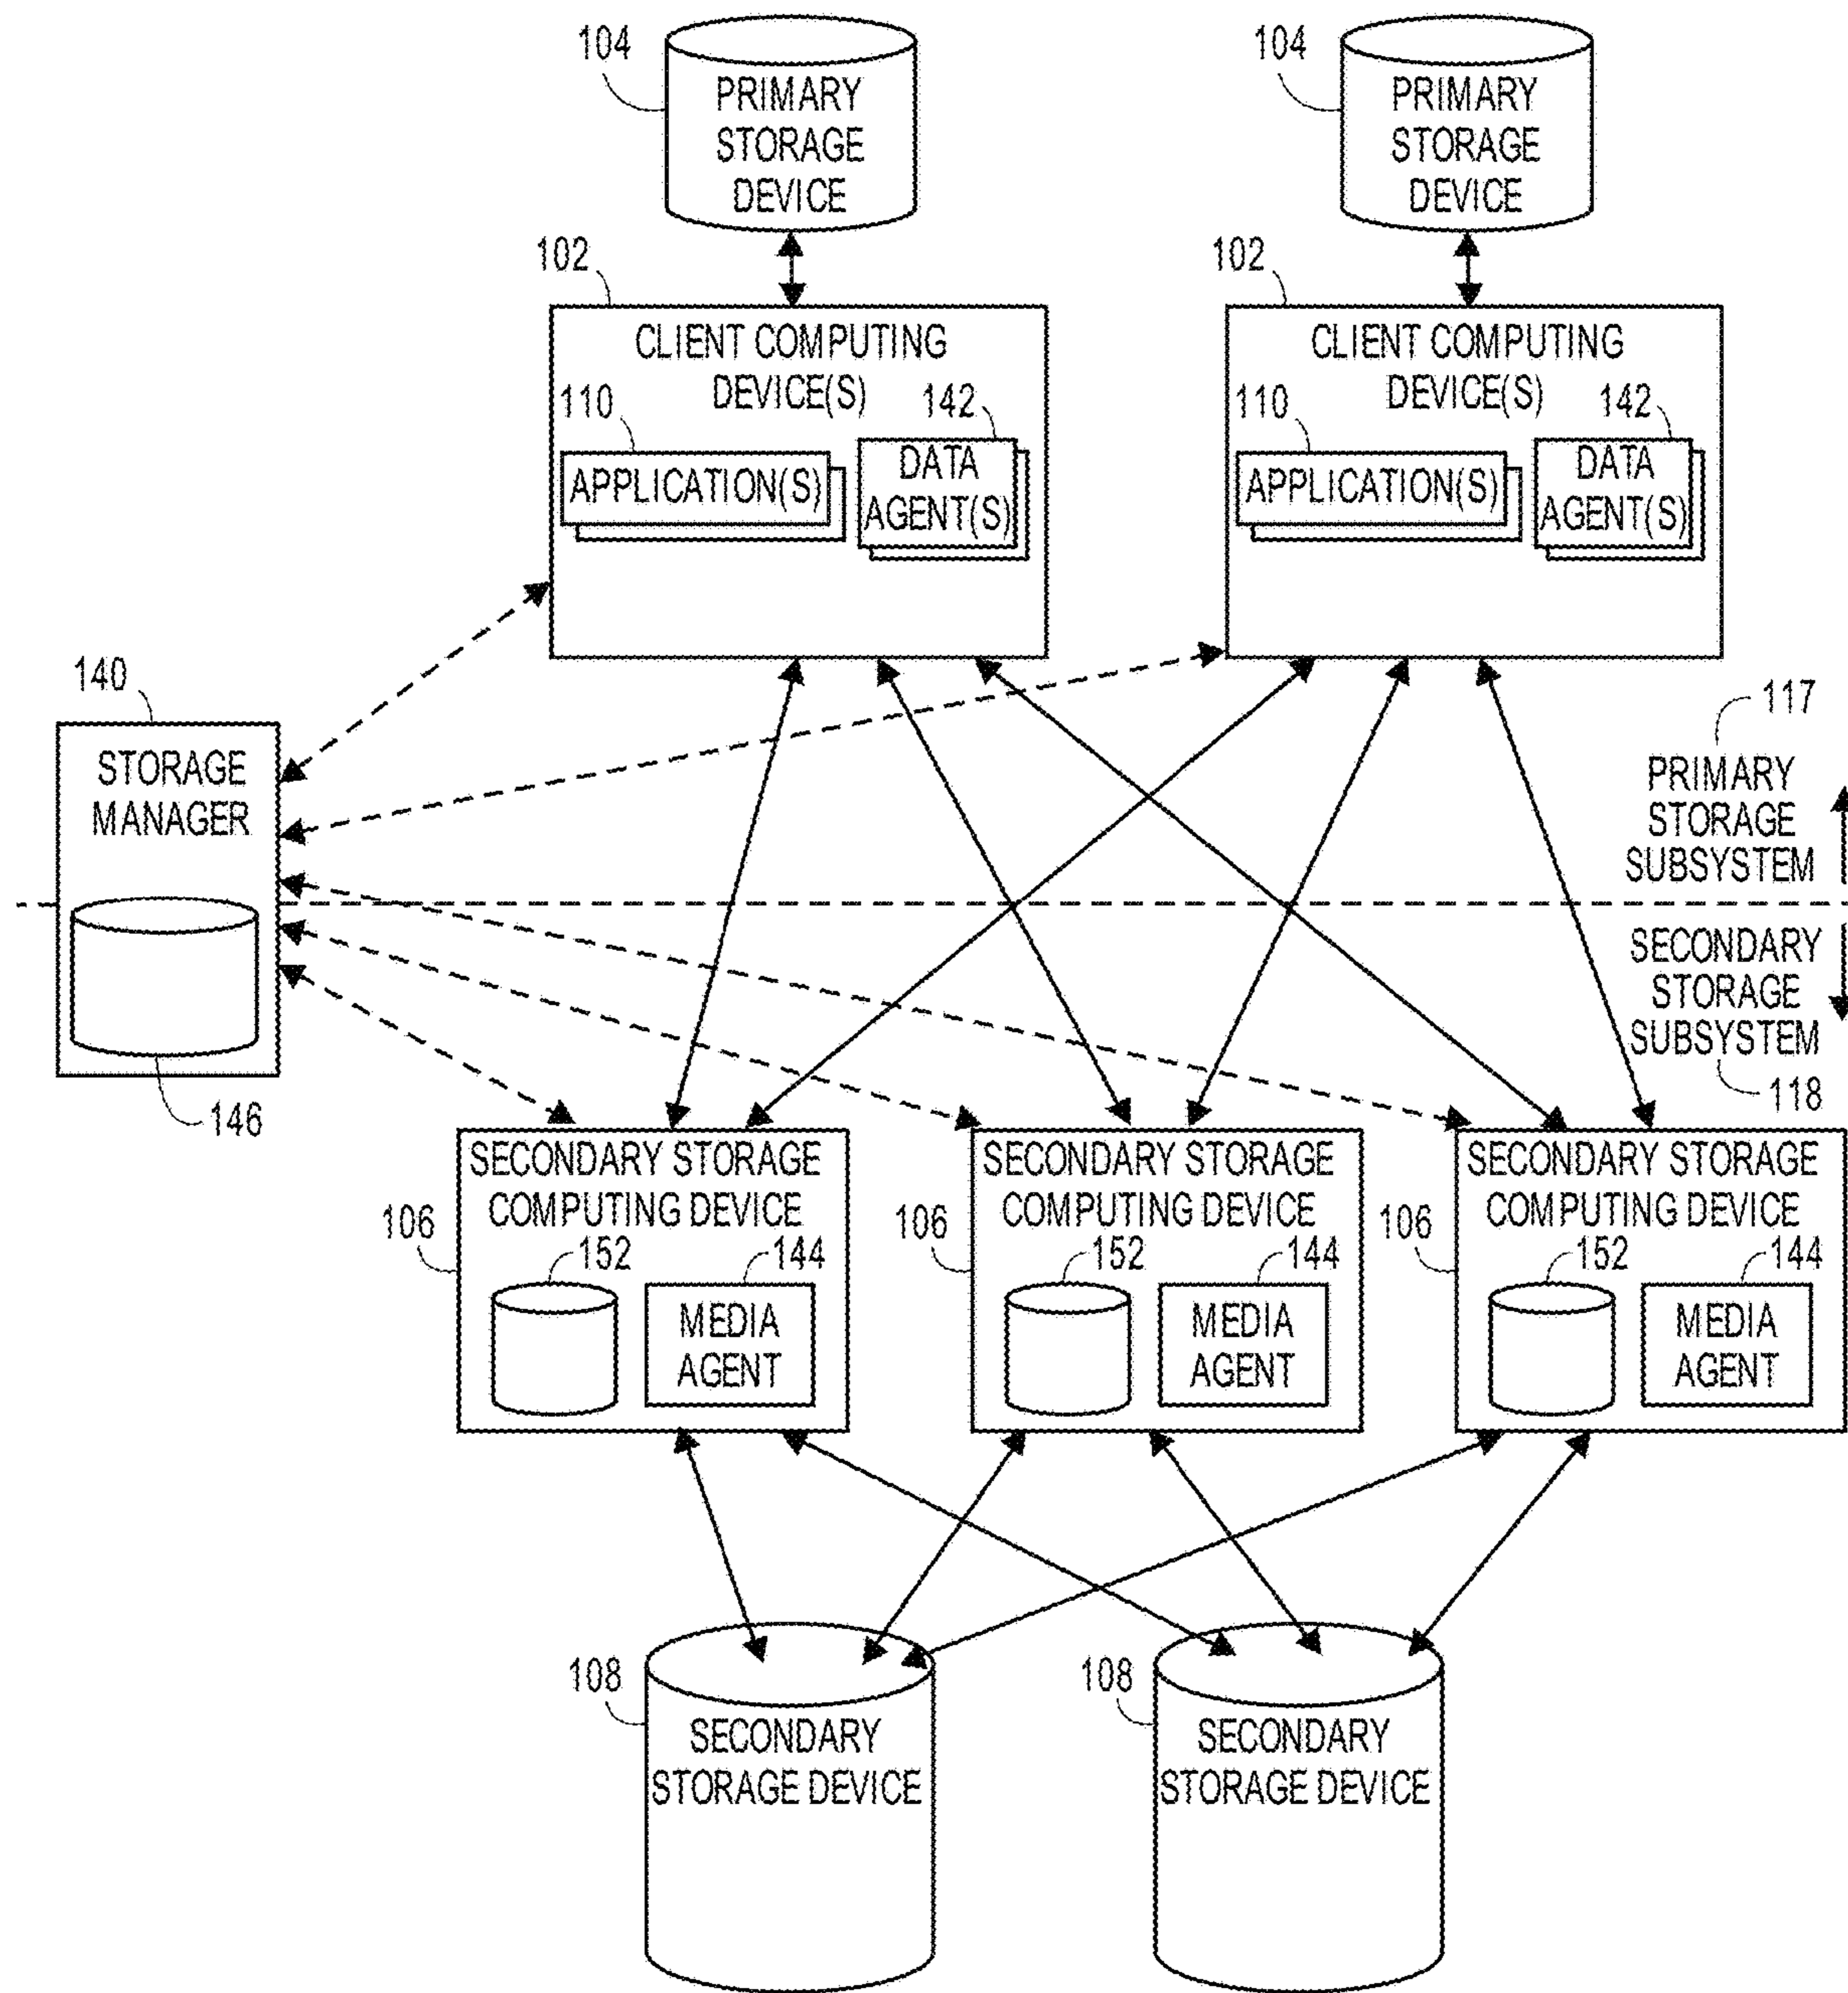 104
PRIMARY
STORAGE
DEVICE
104
PRIMARY
STORAGE
DEVICE
102
CLIENT COMPUTING
DEVICE(S)
110
142
APPLICATION(S)
DATA
AGENT(S)
102
CLIENT COMPUTING
DEVICE(S)
110
142
APPLICATION(S)
DATA
AGENT(S)
140
STORAGE
MANAGER
146
117
PRIMARY
STORAGE
SUBSYSTEM
SECONDARY
STORAGE
SUBSYSTEM
118
SECONDARY STORAGE
COMPUTING DEVICE
106
152
144
MEDIA
AGENT
SECONDARY STORAGE
COMPUTING DEVICE
106
152
144
MEDIA
AGENT
SECONDARY STORAGE
COMPUTING DEVICE
106
152
144
MEDIA
AGENT
108
SECONDARY
STORAGE DEVICE
108
SECONDARY
STORAGE DEVICE